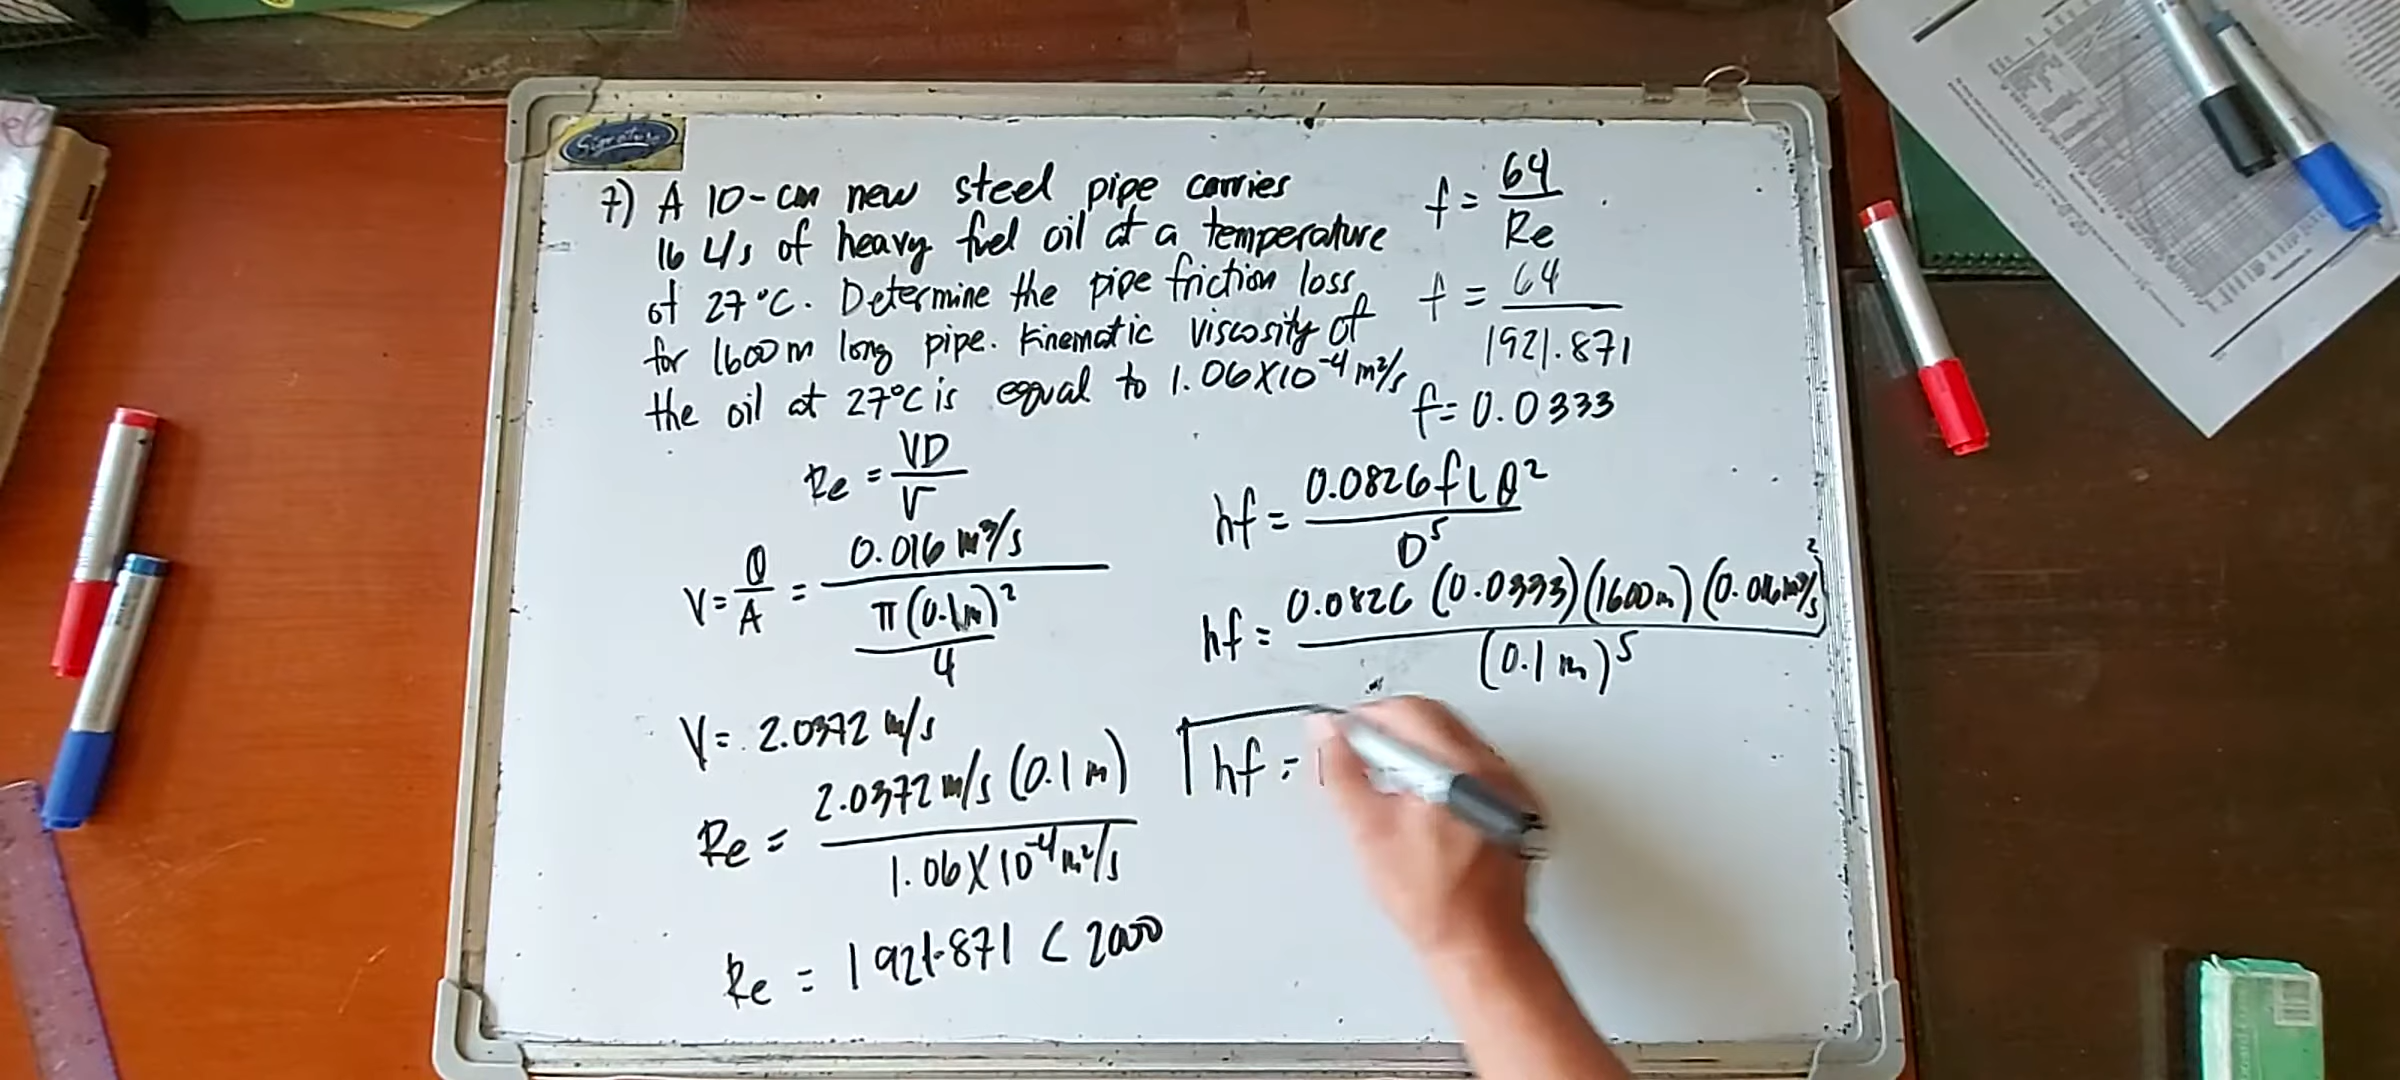 Signature
7) A 10-cm new steel pipe carries
16 L/s of heavy fuel oil at a temperature
of 27°C. Determine the pipe friction loss
for 1600m long pipe. Kinematic viscosity of
the oil at 27°C is equal to 1.06X10⁻⁴ m²/s
Re = VD/ν
V = Q/A = 0.016 m³/s / (π(0.1m)²/4)
V = 2.0372 m/s
Re = 2.0372 m/s (0.1 m) / 1.06X10⁻⁴ m²/s
Re = 1921.871 < 2000
f = 64/Re
f = 64/1921.871
f = 0.0333
hf = 0.0826 f L Q² / D⁵
hf = 0.0826 (0.0333)(1600m)(0.016m³/s)² / (0.1 m)⁵
hf =